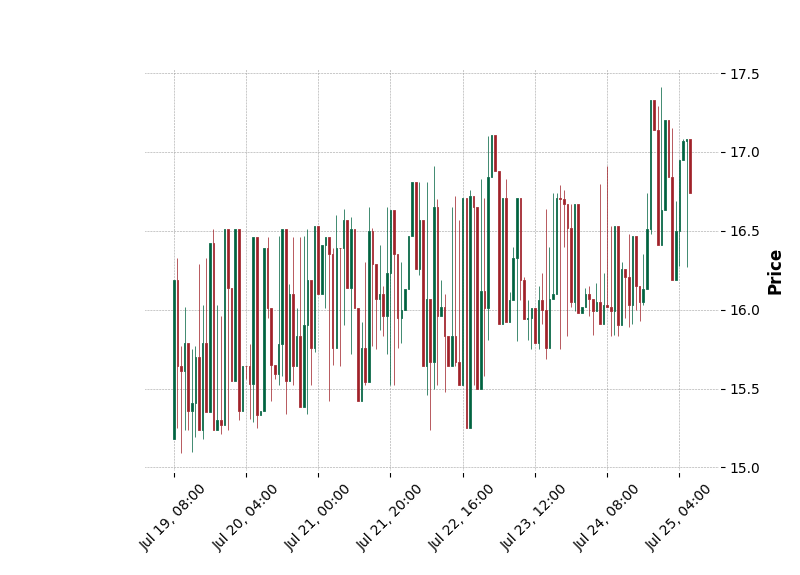 17.5
17.0
16.5
16.0
15.5
15.0
Price
Jul 19, 08:00
Jul 20, 04:00
Jul 21, 00:00
Jul 21, 20:00
Jul 22, 16:00
Jul 23, 12:00
Jul 24, 08:00
Jul 25, 04:00